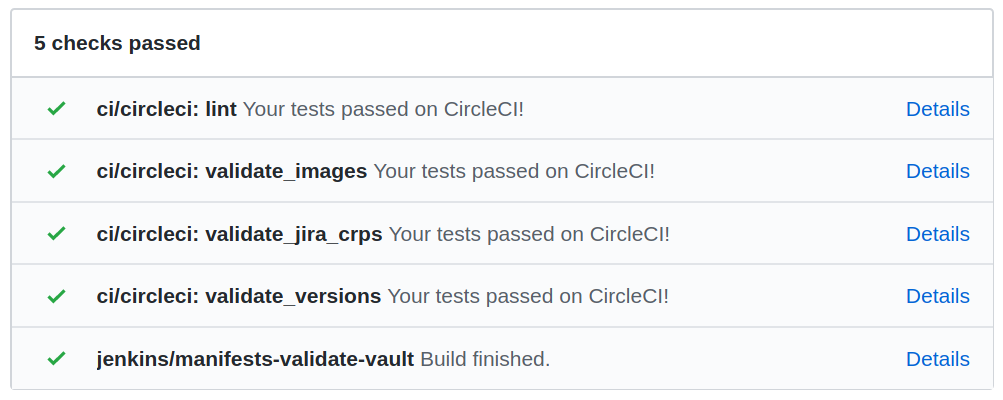 5 checks passed
ci/circleci: lint Your tests passed on CircleCI! Details
ci/circleci: validate_images Your tests passed on CircleCI! Details
ci/circleci: validate_jira_crps Your tests passed on CircleCI! Details
ci/circleci: validate_versions Your tests passed on CircleCI! Details
jenkins/manifests-validate-vault Build finished. Details